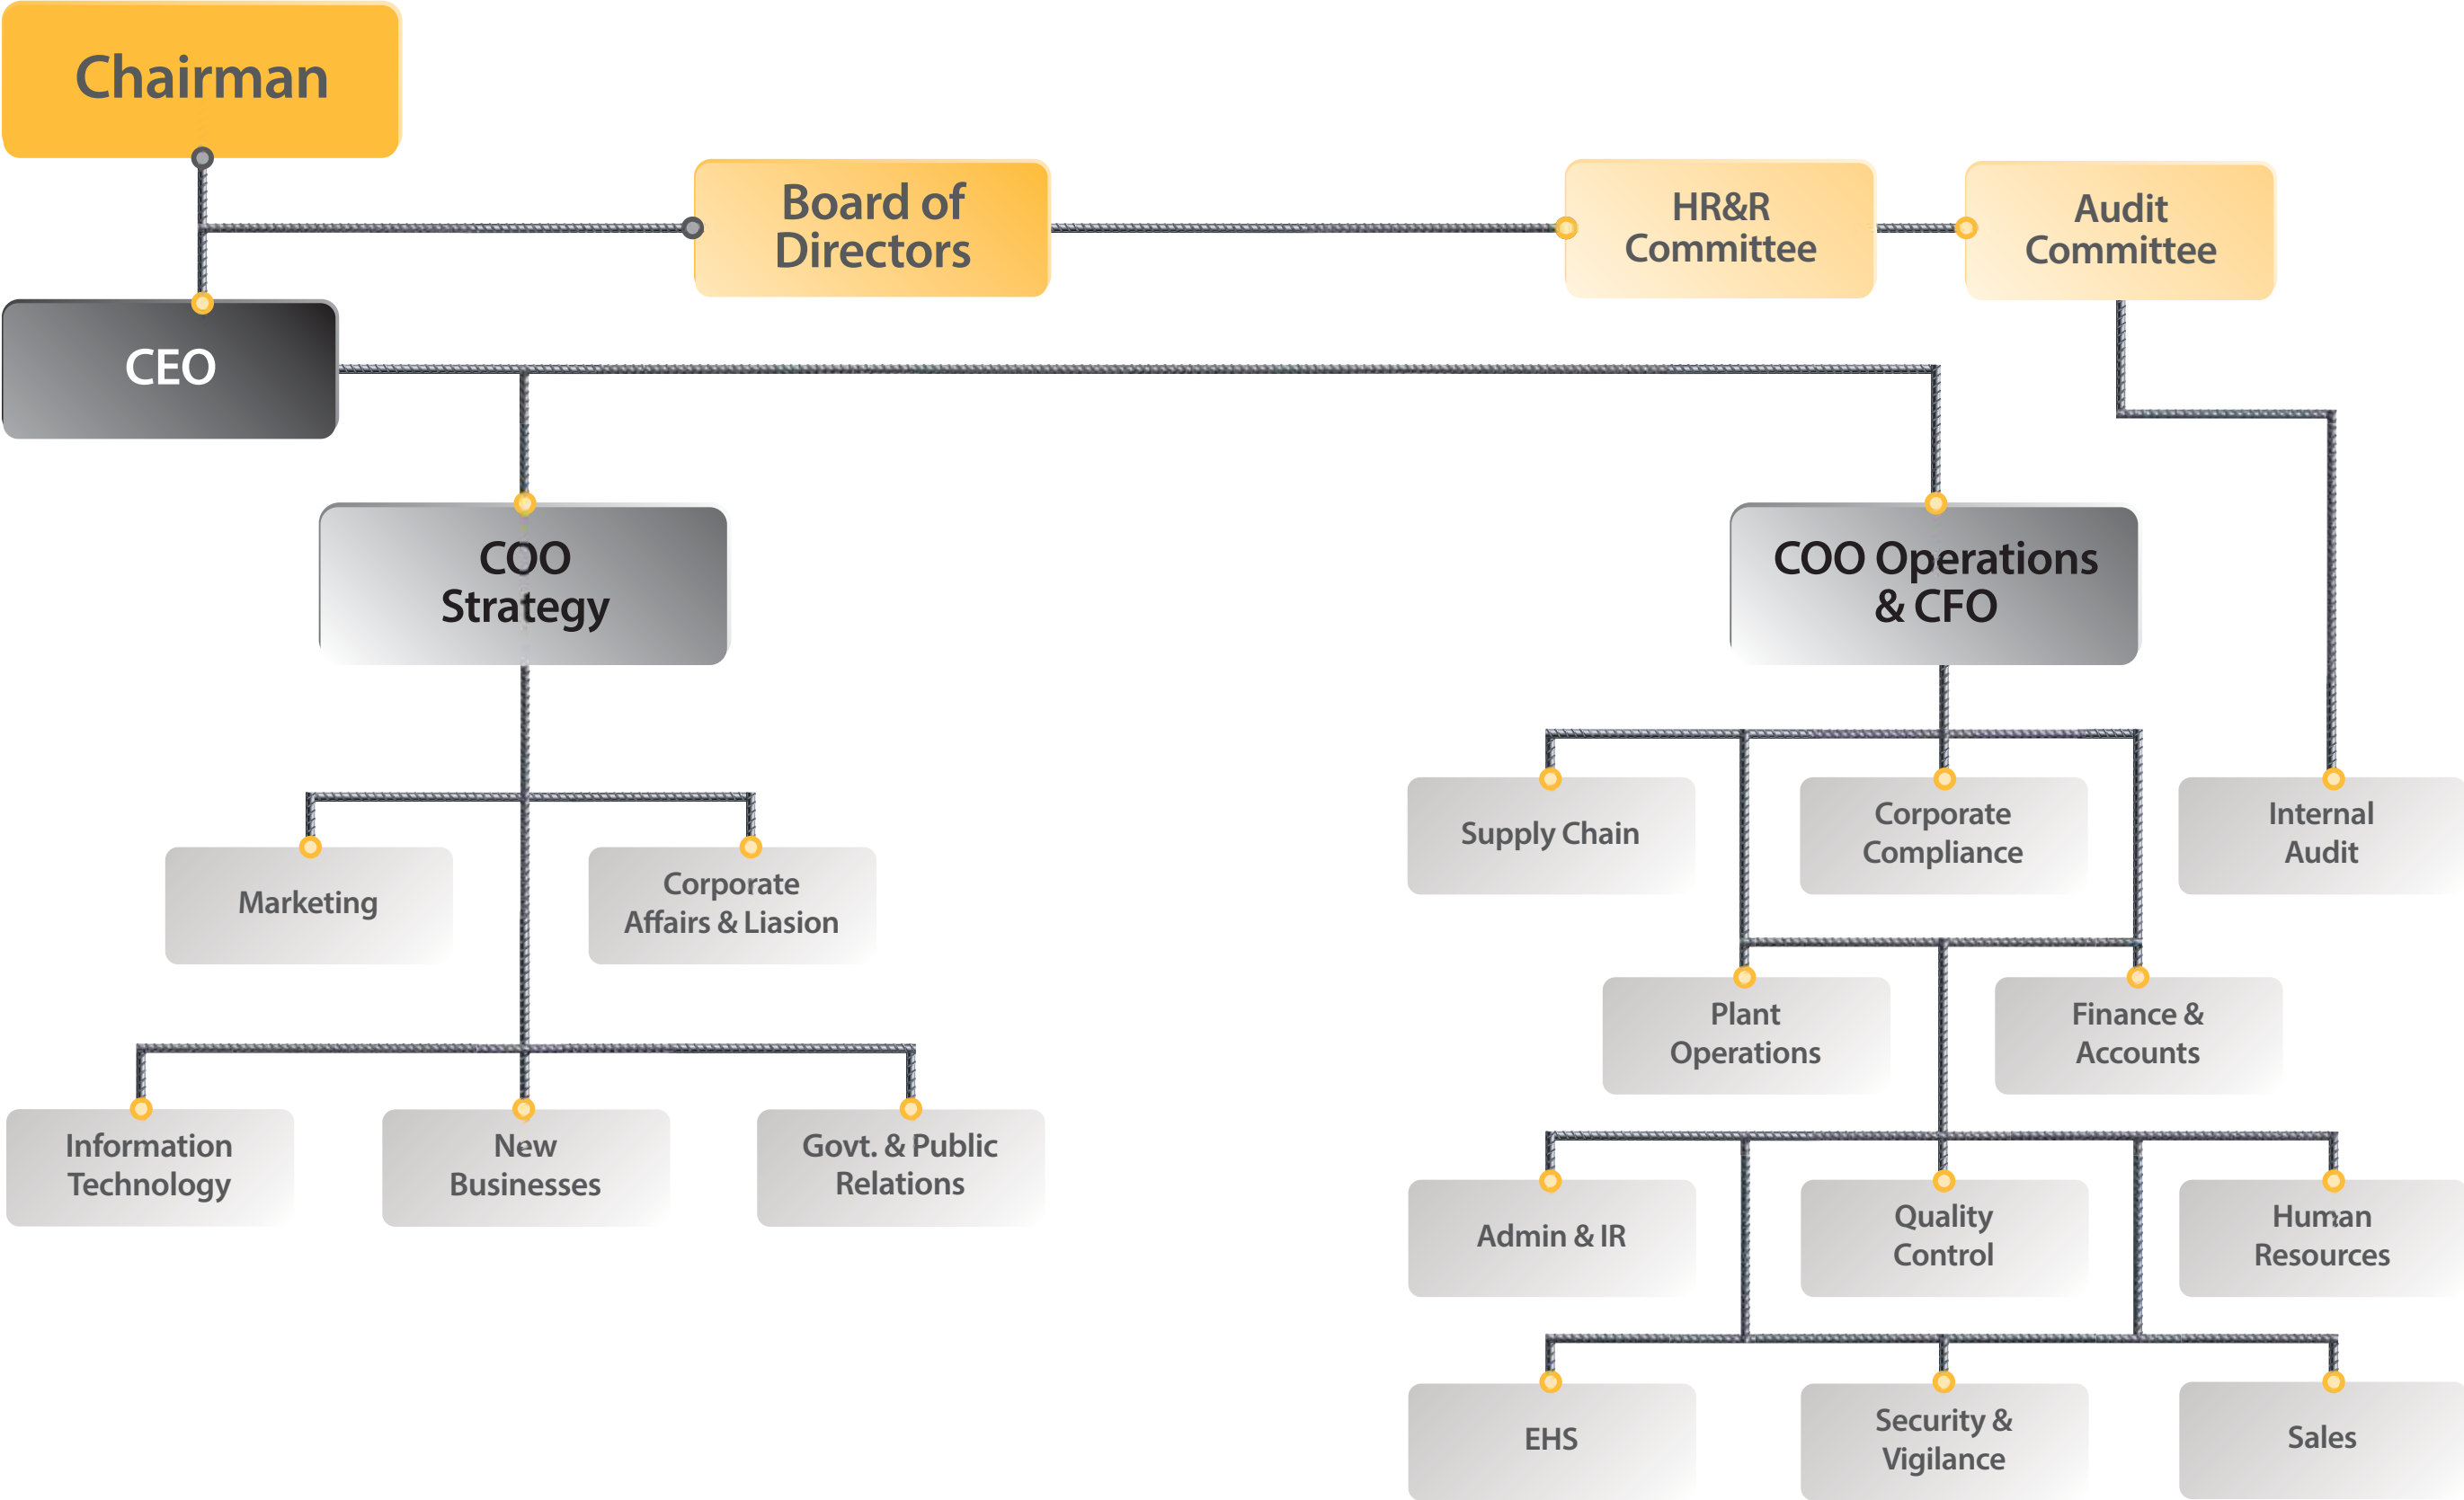 Chairman
Board of
Directors
HR&R
Committee
Audit
Committee
CEO
COO
Strategy
COO Operations
& CFO
Supply Chain
Corporate
Compliance
Internal
Audit
Marketing
Corporate
Affairs & Liasion
Plant
Operations
Finance &
Accounts
Information
Technology
New
Businesses
Govt. & Public
Relations
Admin & IR
Quality
Control
Human
Resources
EHS
Security &
Vigilance
Sales